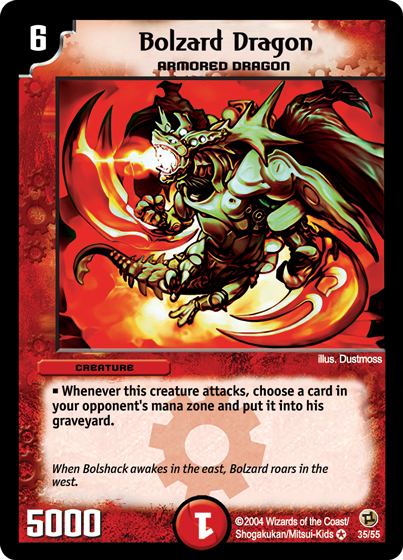 6
Bolzard Dragon
ARMORED DRAGON
illus. Dustmoss
CREATURE
▪ Whenever this creature attacks, choose a card in
your opponent's mana zone and put it into his
graveyard.
When Bolshack awakes in the east, Bolzard roars in the
west.
5000
1
©2004 Wizards of the Coast/
Shogakukan/Mitsui-Kids ✪ 35/55